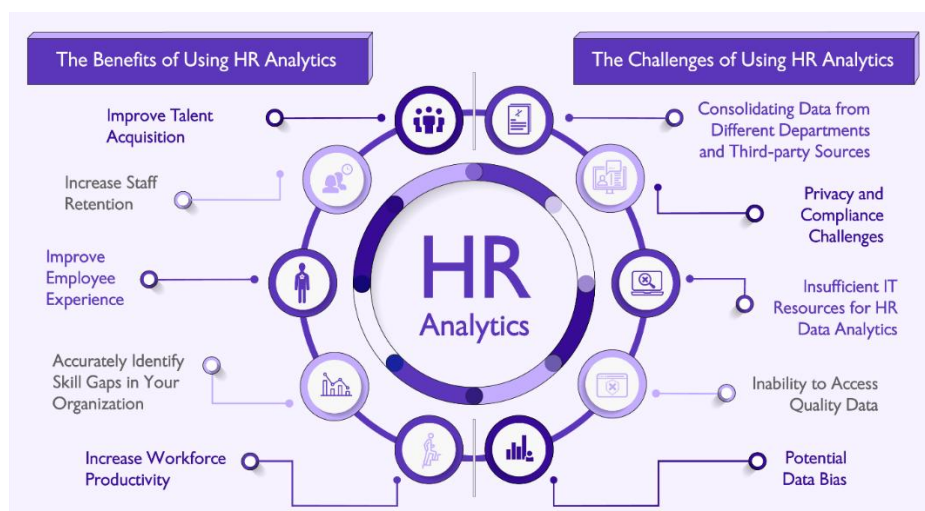 The Benefits of Using HR Analytics
Improve Talent
Acquisition
Increase Staff
Retention
Improve
Employee
Experience
Accurately Identify
Skill Gaps in Your
Organization
Increase Workforce
Productivity
HR
Analytics
The Challenges of Using HR Analytics
Consolidating Data from
Different Departments
and Third-party Sources
Privacy and
Compliance
Challenges
Insufficient IT
Resources for HR
Data Analytics
Inability to Access
Quality Data
Potential
Data Bias